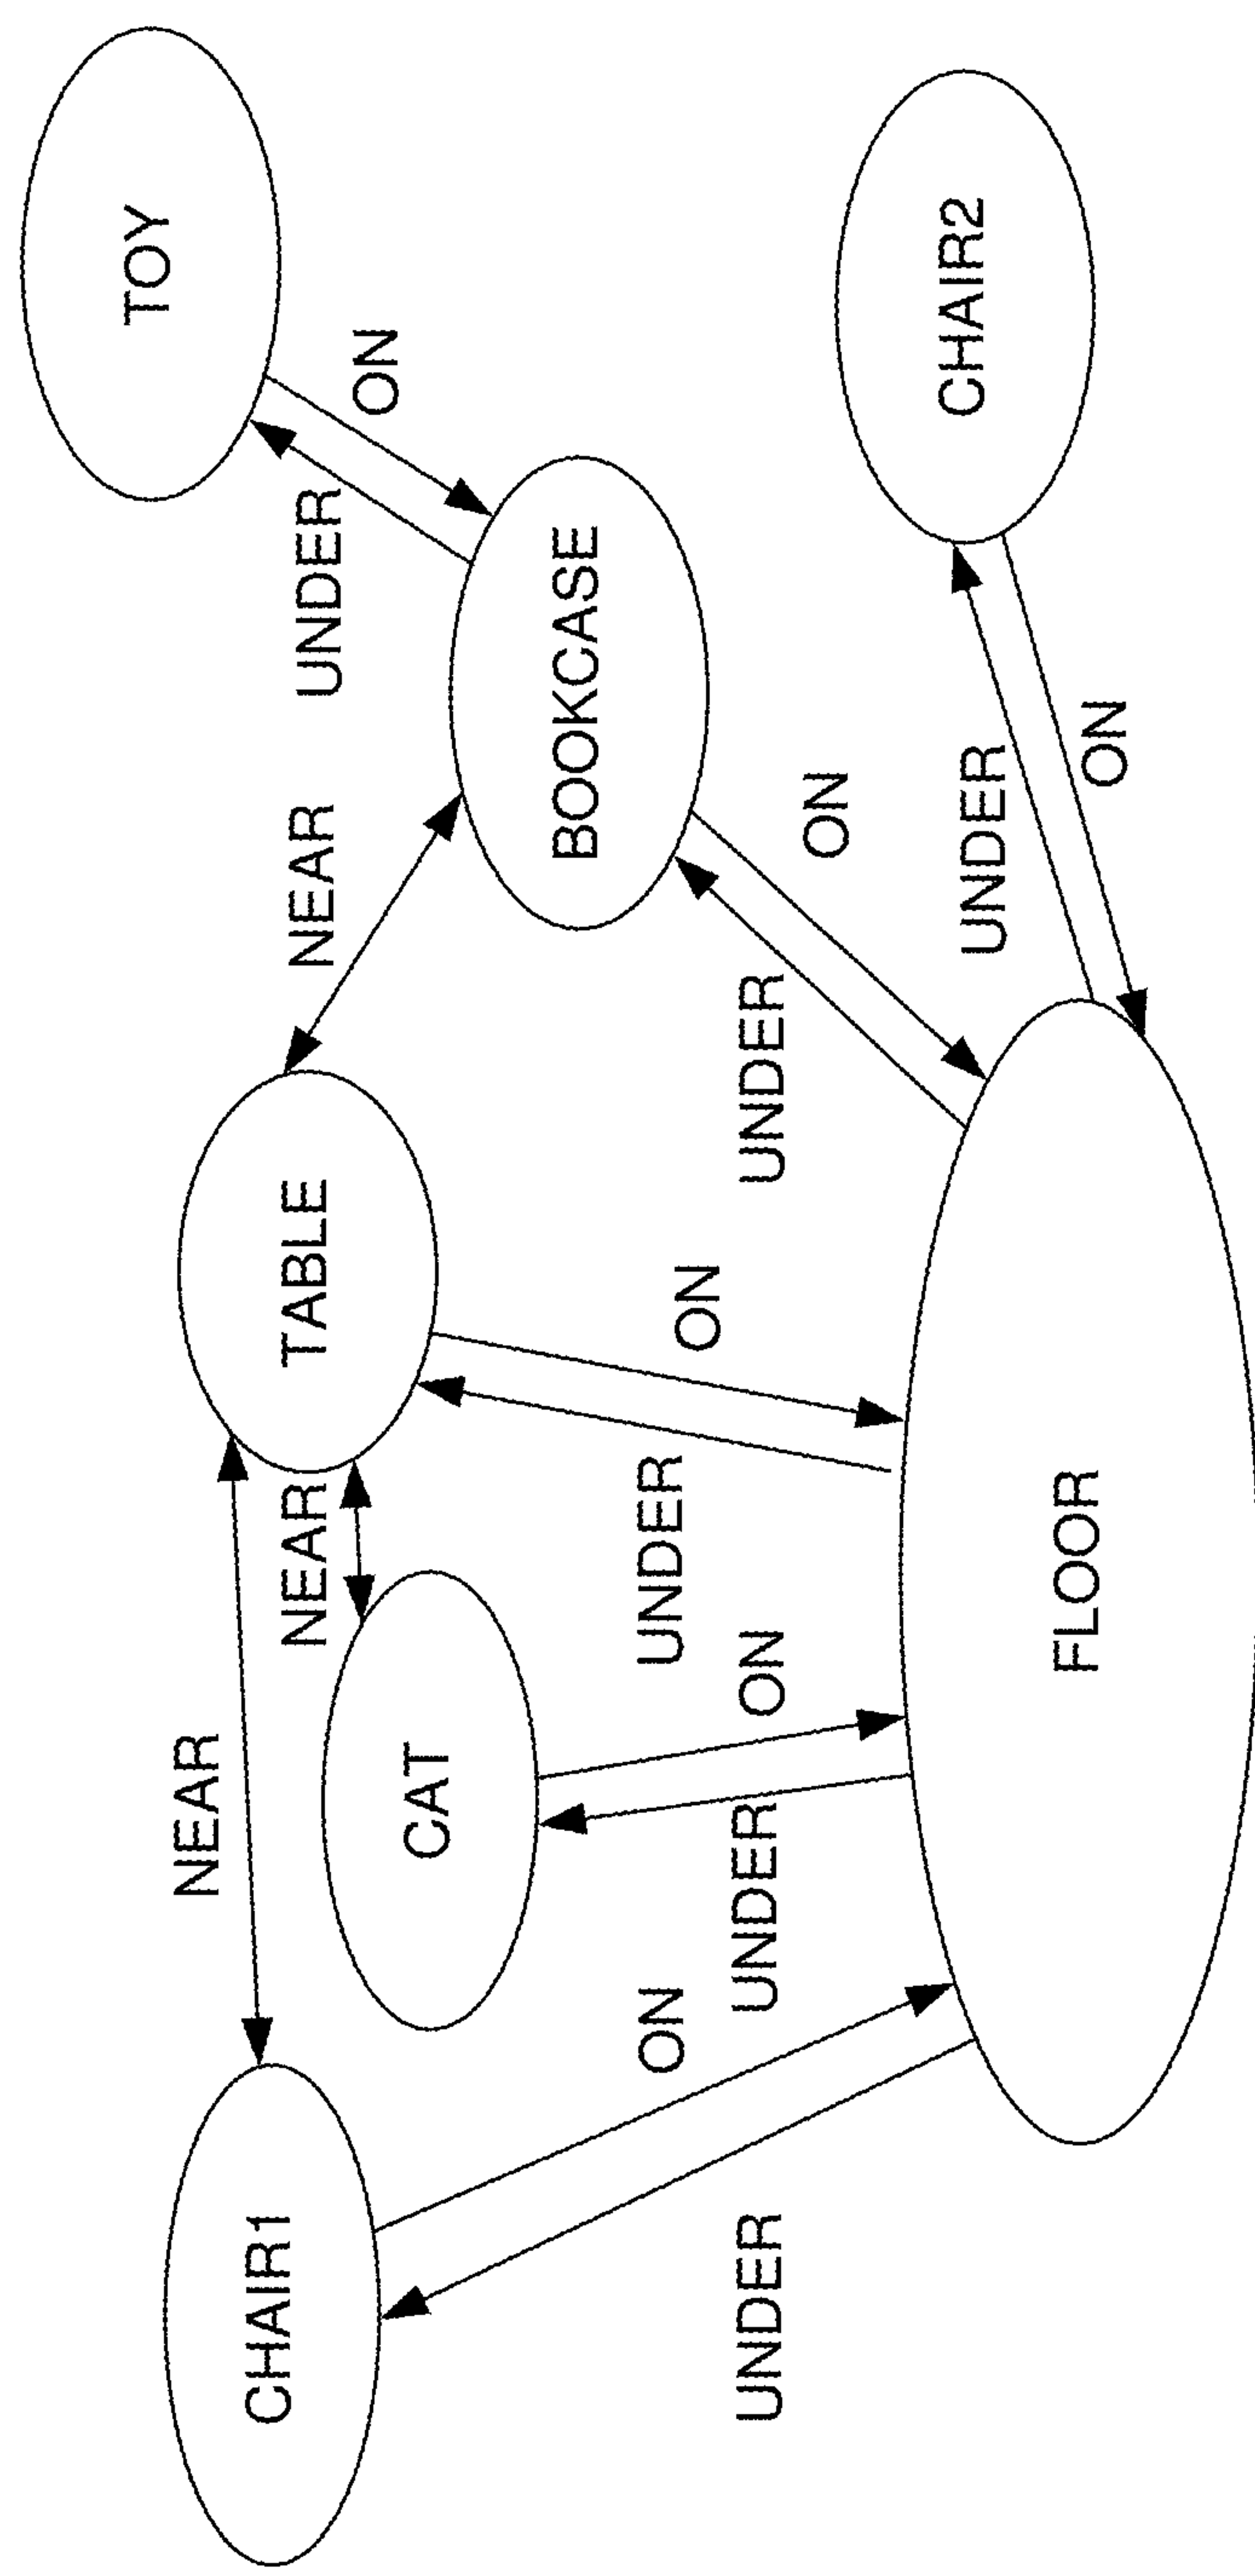 TOY
ON
UNDER
CHAIR2
BOOKCASE
NEAR
ON
UNDER
ON
UNDER
TABLE
ON
UNDER
NEAR
NEAR
CAT
ON
UNDER
FLOOR
CHAIR1
ON
UNDER